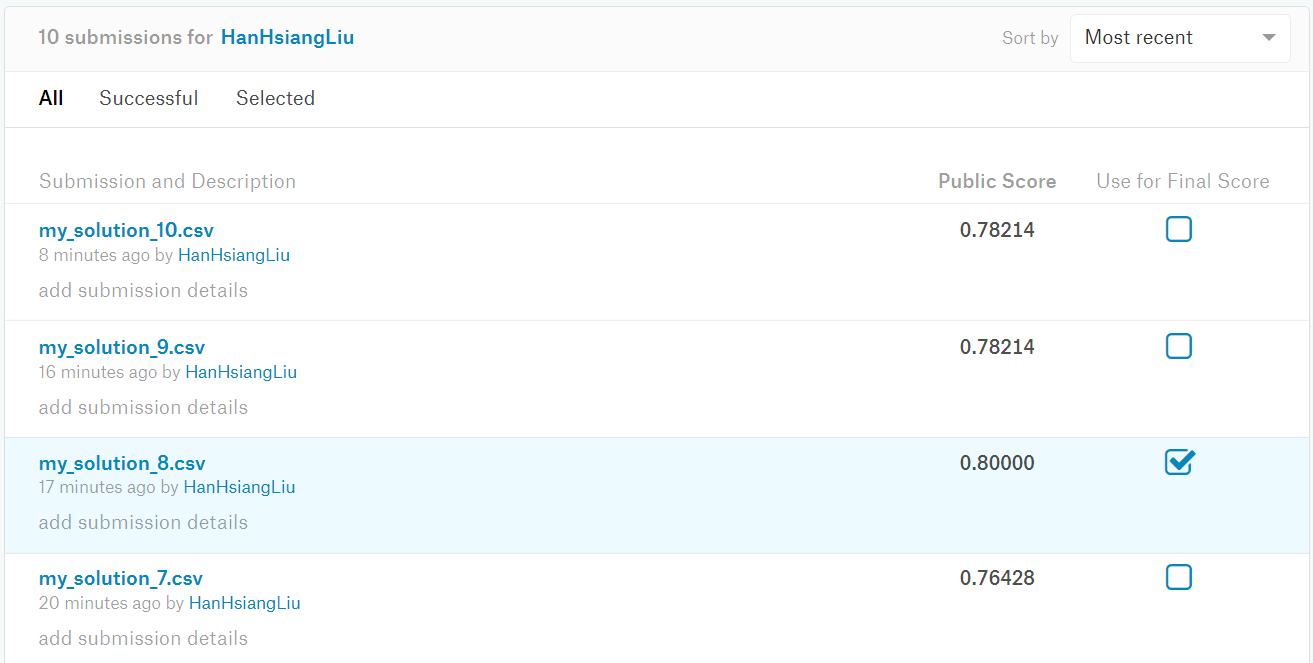 10 submissions for HanHsiangLiu
Sort by Most recent
All Successful Selected
Submission and Description Public Score Use for Final Score
my_solution_10.csv 0.78214
8 minutes ago by HanHsiangLiu
add submission details
my_solution_9.csv 0.78214
16 minutes ago by HanHsiangLiu
add submission details
my_solution_8.csv 0.80000
17 minutes ago by HanHsiangLiu
add submission details
my_solution_7.csv 0.76428
20 minutes ago by HanHsiangLiu
add submission details